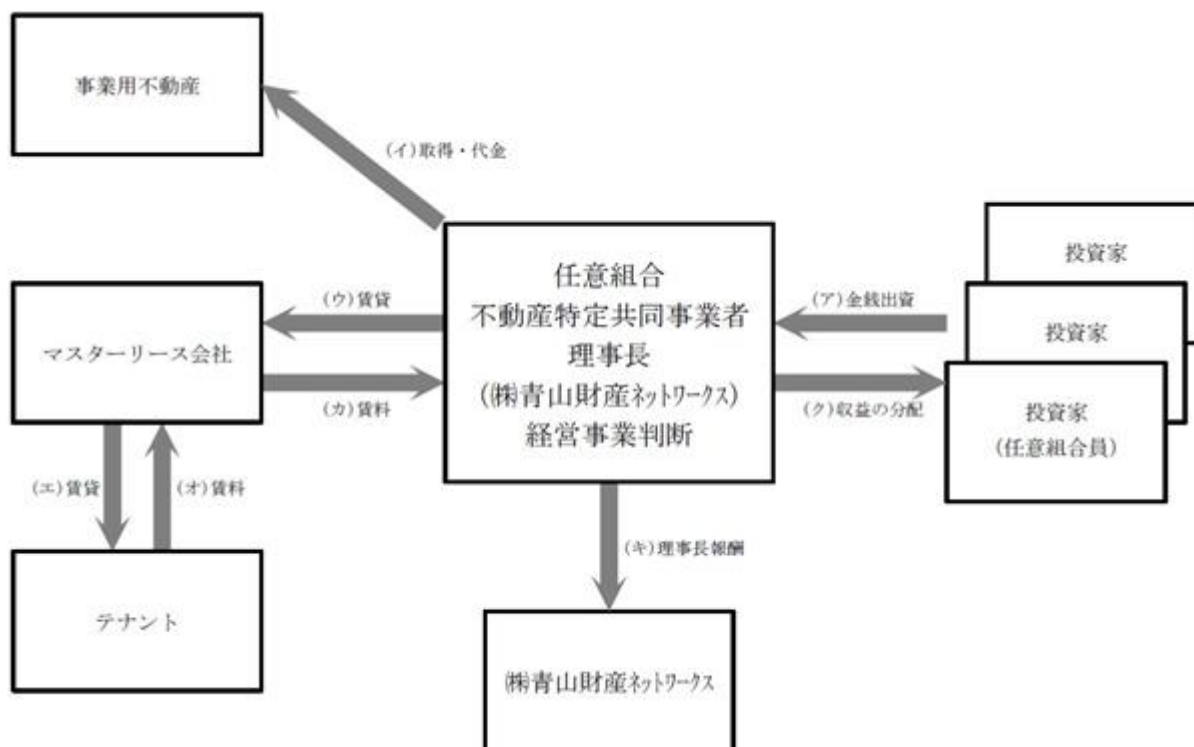 事業用不動産
(イ)取得・代金
投資家
任意組合
不動産特定共同事業者
理事長
(㈱青山財産ネットワークス)
経営事業判断
(ウ)賃貸
(ア)金銭出資
マスターリース会社
投資家
(カ)賃料
(ク)収益の分配
投資家
(任意組合員)
(エ)賃貸
(オ)賃料
(キ)理事長報酬
テナント
㈱青山財産ネットワークス